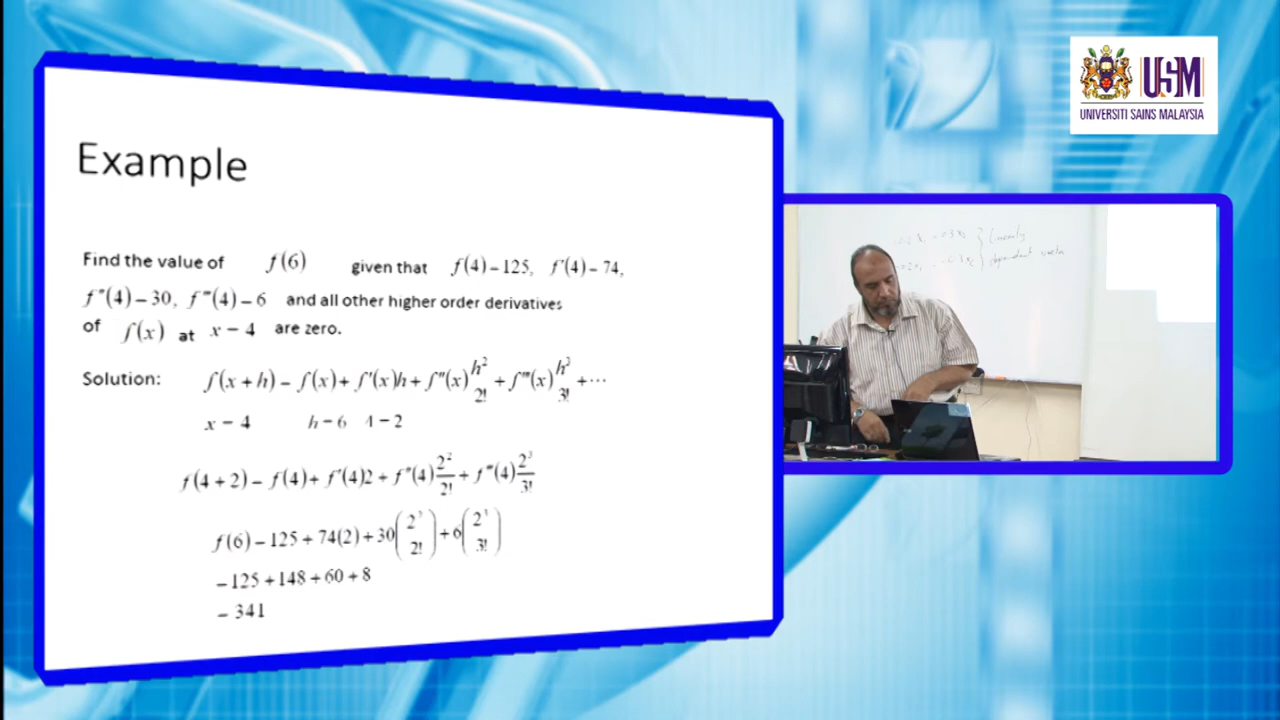 USM
UNIVERSITI SAINS MALAYSIA
Example
Find the value of f(6) given that f(4) – 125, f'(4) – 74,
f''(4) – 30, f'''(4) – 6 and all other higher order derivatives
of f(x) at x – 4 are zero.
Solution: f(x + h) – f(x) + f'(x)h + f''(x) h² 2! + f'''(x) h³ 3! + ⋯
x – 4 h – 6 4 – 2
f(4 + 2) – f(4) + f'(4)2 + f''(4) 2²/2! + f'''(4) 2³/3!
f(6) – 125 + 74(2) + 30(2² 2!) + 6(2³ 3!)
– 125 + 148 + 60 + 8
– 341
linearly
dependent vector